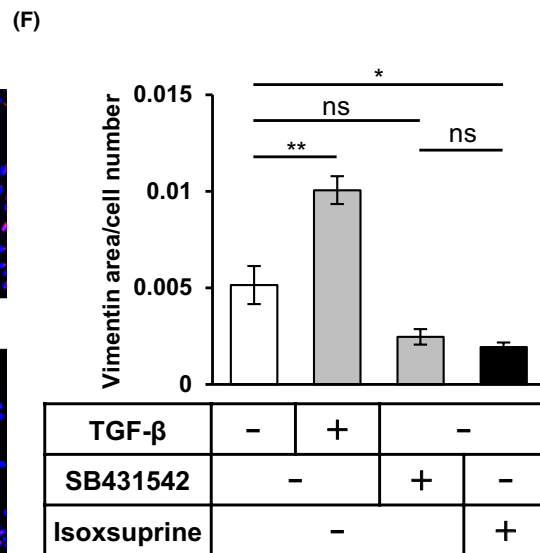 (F)
Vimentin area/cell number
0.015
0.01
0.005
0
*
ns
ns
**
TGF-β - + -
SB431542 - + -
Isoxsuprine - +